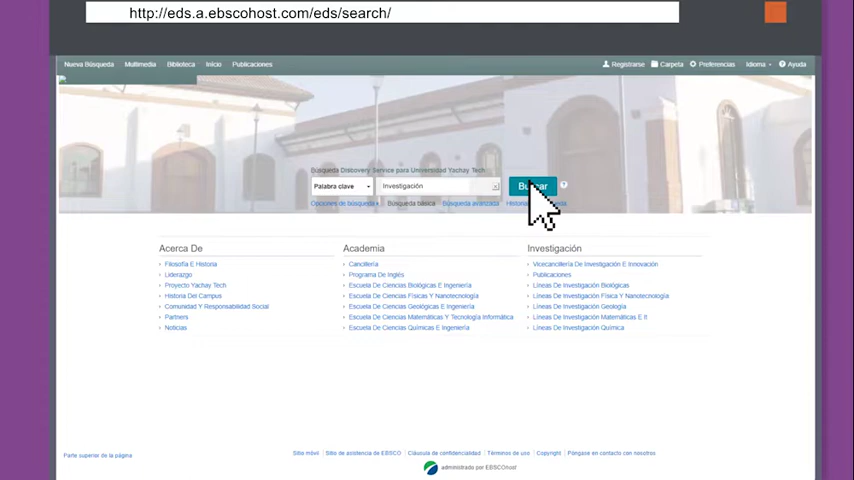 http://eds.a.ebscohost.com/eds/search/
Nueva Búsqueda Multimedia Biblioteca Inicio Publicaciones
Registrarse Carpeta Preferencias Idioma Ayuda
Búsqueda Discovery Service para Universidad Yachay Tech
Palabra clave Investigación
Opciones de búsqueda Búsqueda básica Búsqueda avanzada
Acerca De
Filosofía E Historia
Liderazgo
Proyecto Yachay Tech
Historia Del Campus
Comunidad Y Responsabilidad Social
Partners
Noticias
Academia
Cancillería
Programa De Inglés
Escuela De Ciencias Biológicas E Ingeniería
Escuela De Ciencias Físicas Y Nanotecnología
Escuela De Ciencias Geológicas E Ingeniería
Escuela De Ciencias Matemáticas Y Tecnología Informática
Escuela De Ciencias Químicas E Ingeniería
Investigación
Vicecancillería De Investigación E Innovación
Publicaciones
Líneas De Investigación Biológicas
Líneas De Investigación Física Y Nanotecnología
Líneas De Investigación Geología
Líneas De Investigación Matemáticas E It
Líneas De Investigación Química
Parte superior de la página
Sitio móvil Sitio de asistencia de EBSCO Cláusula de confidencialidad Términos de uso Copyright Póngase en contacto con nosotros
administrado por EBSCOhost